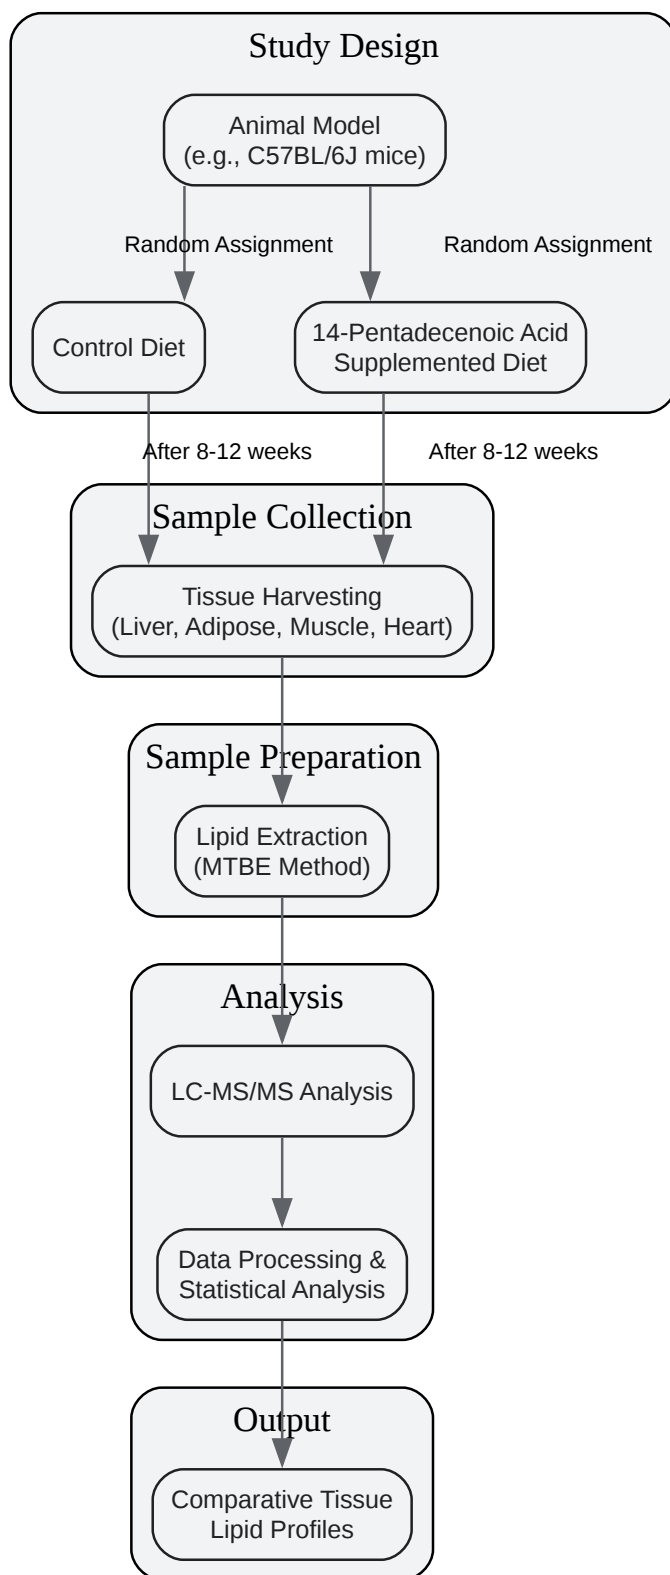 Study Design
Animal Model
(e.g., C57BL/6J mice)
Random Assignment
Random Assignment
Control Diet
14-Pentadecenoic Acid
Supplemented Diet
After 8-12 weeks
After 8-12 weeks
Sample Collection
Tissue Harvesting
(Liver, Adipose, Muscle, Heart)
Sample Preparation
Lipid Extraction
(MTBE Method)
Analysis
LC-MS/MS Analysis
Data Processing &
Statistical Analysis
Output
Comparative Tissue
Lipid Profiles